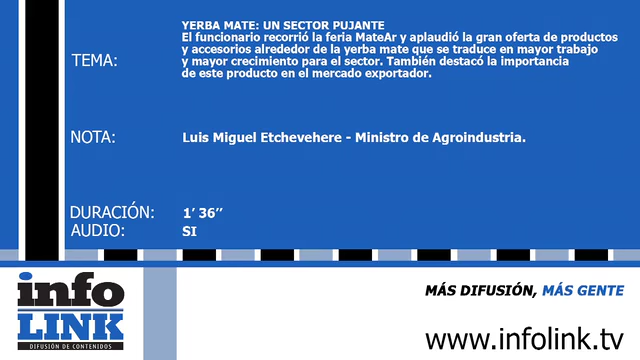 YERBA MATE: UN SECTOR PUJANTE
El funcionario recorrió la feria MateAr y aplaudió la gran oferta de productos
y accesorios alrededor de la yerba mate que se traduce en mayor trabajo
y mayor crecimiento para el sector. También destacó la importancia
de este producto en el mercado exportador.
TEMA:
NOTA:
Luis Miguel Etchevehere - Ministro de Agroindustria.
DURACIÓN:
1’ 36’’
AUDIO:
SI
info
LINK
DIFUSIÓN DE CONTENIDOS
MÁS DIFUSIÓN, MÁS GENTE
www.infolink.tv